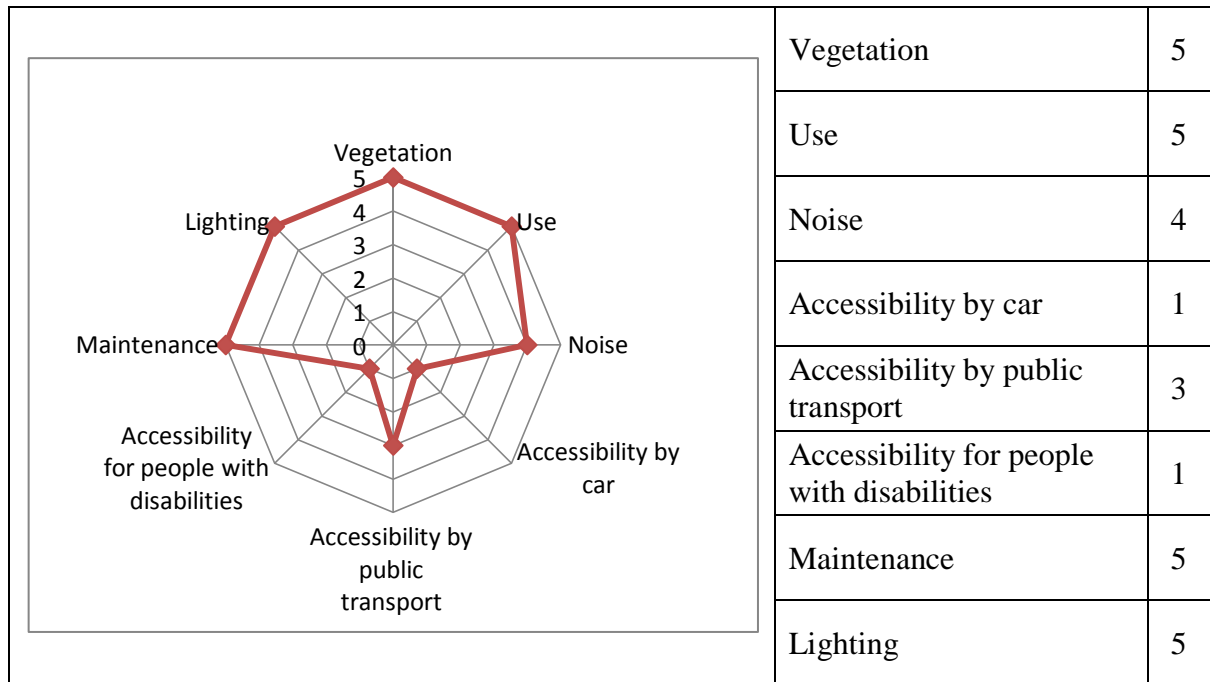 Vegetation
5
4
3
2
1
0
Use
Noise
Accessibility by
car
Accessibility by
public
transport
Accessibility
for people with
disabilities
Maintenance
Lighting
Vegetation 5
Use 5
Noise 4
Accessibility by car 1
Accessibility by public
transport 3
Accessibility for people
with disabilities 1
Maintenance 5
Lighting 5